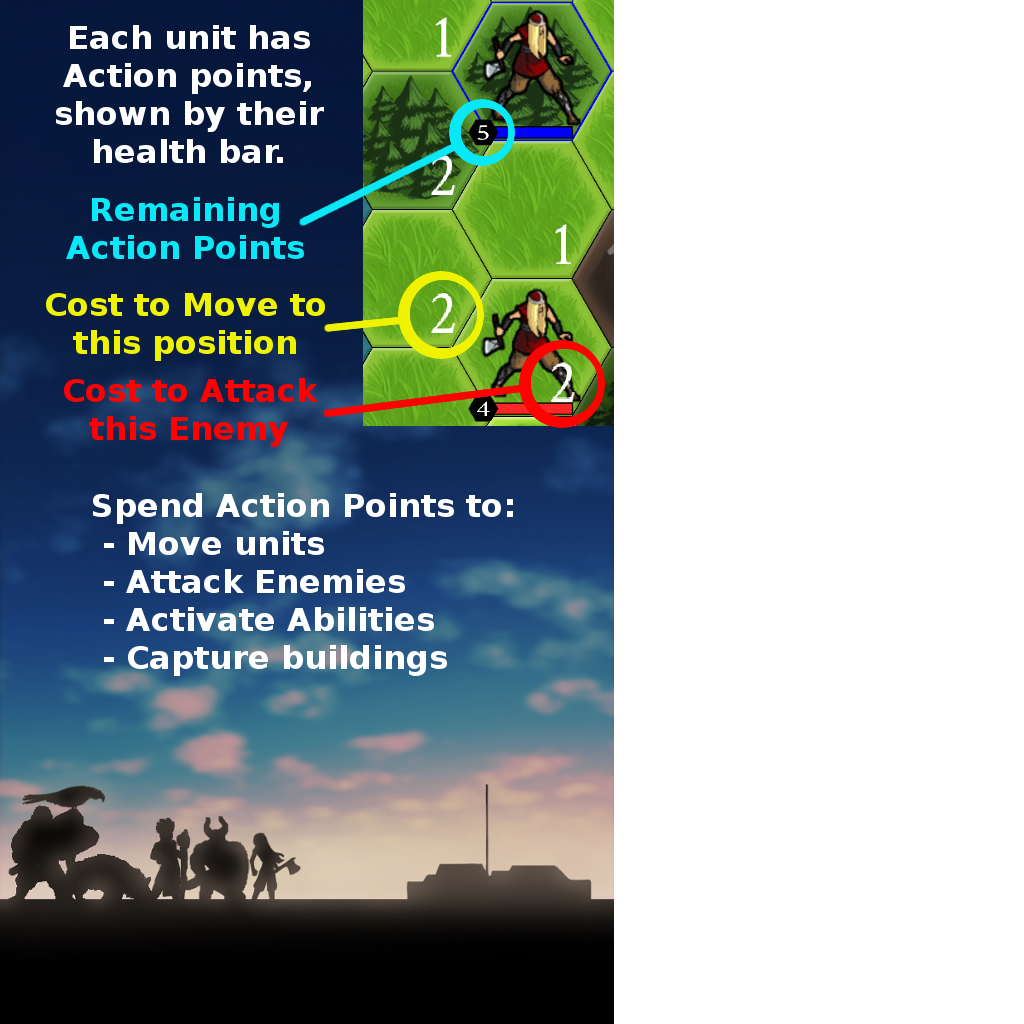 Each unit has
Action points,
shown by their
health bar.
Remaining
Action Points
Cost to Move to
this position
Cost to Attack
this Enemy
1
5
2
1
2
2
4
Spend Action Points to:
- Move units
- Attack Enemies
- Activate Abilities
- Capture buildings